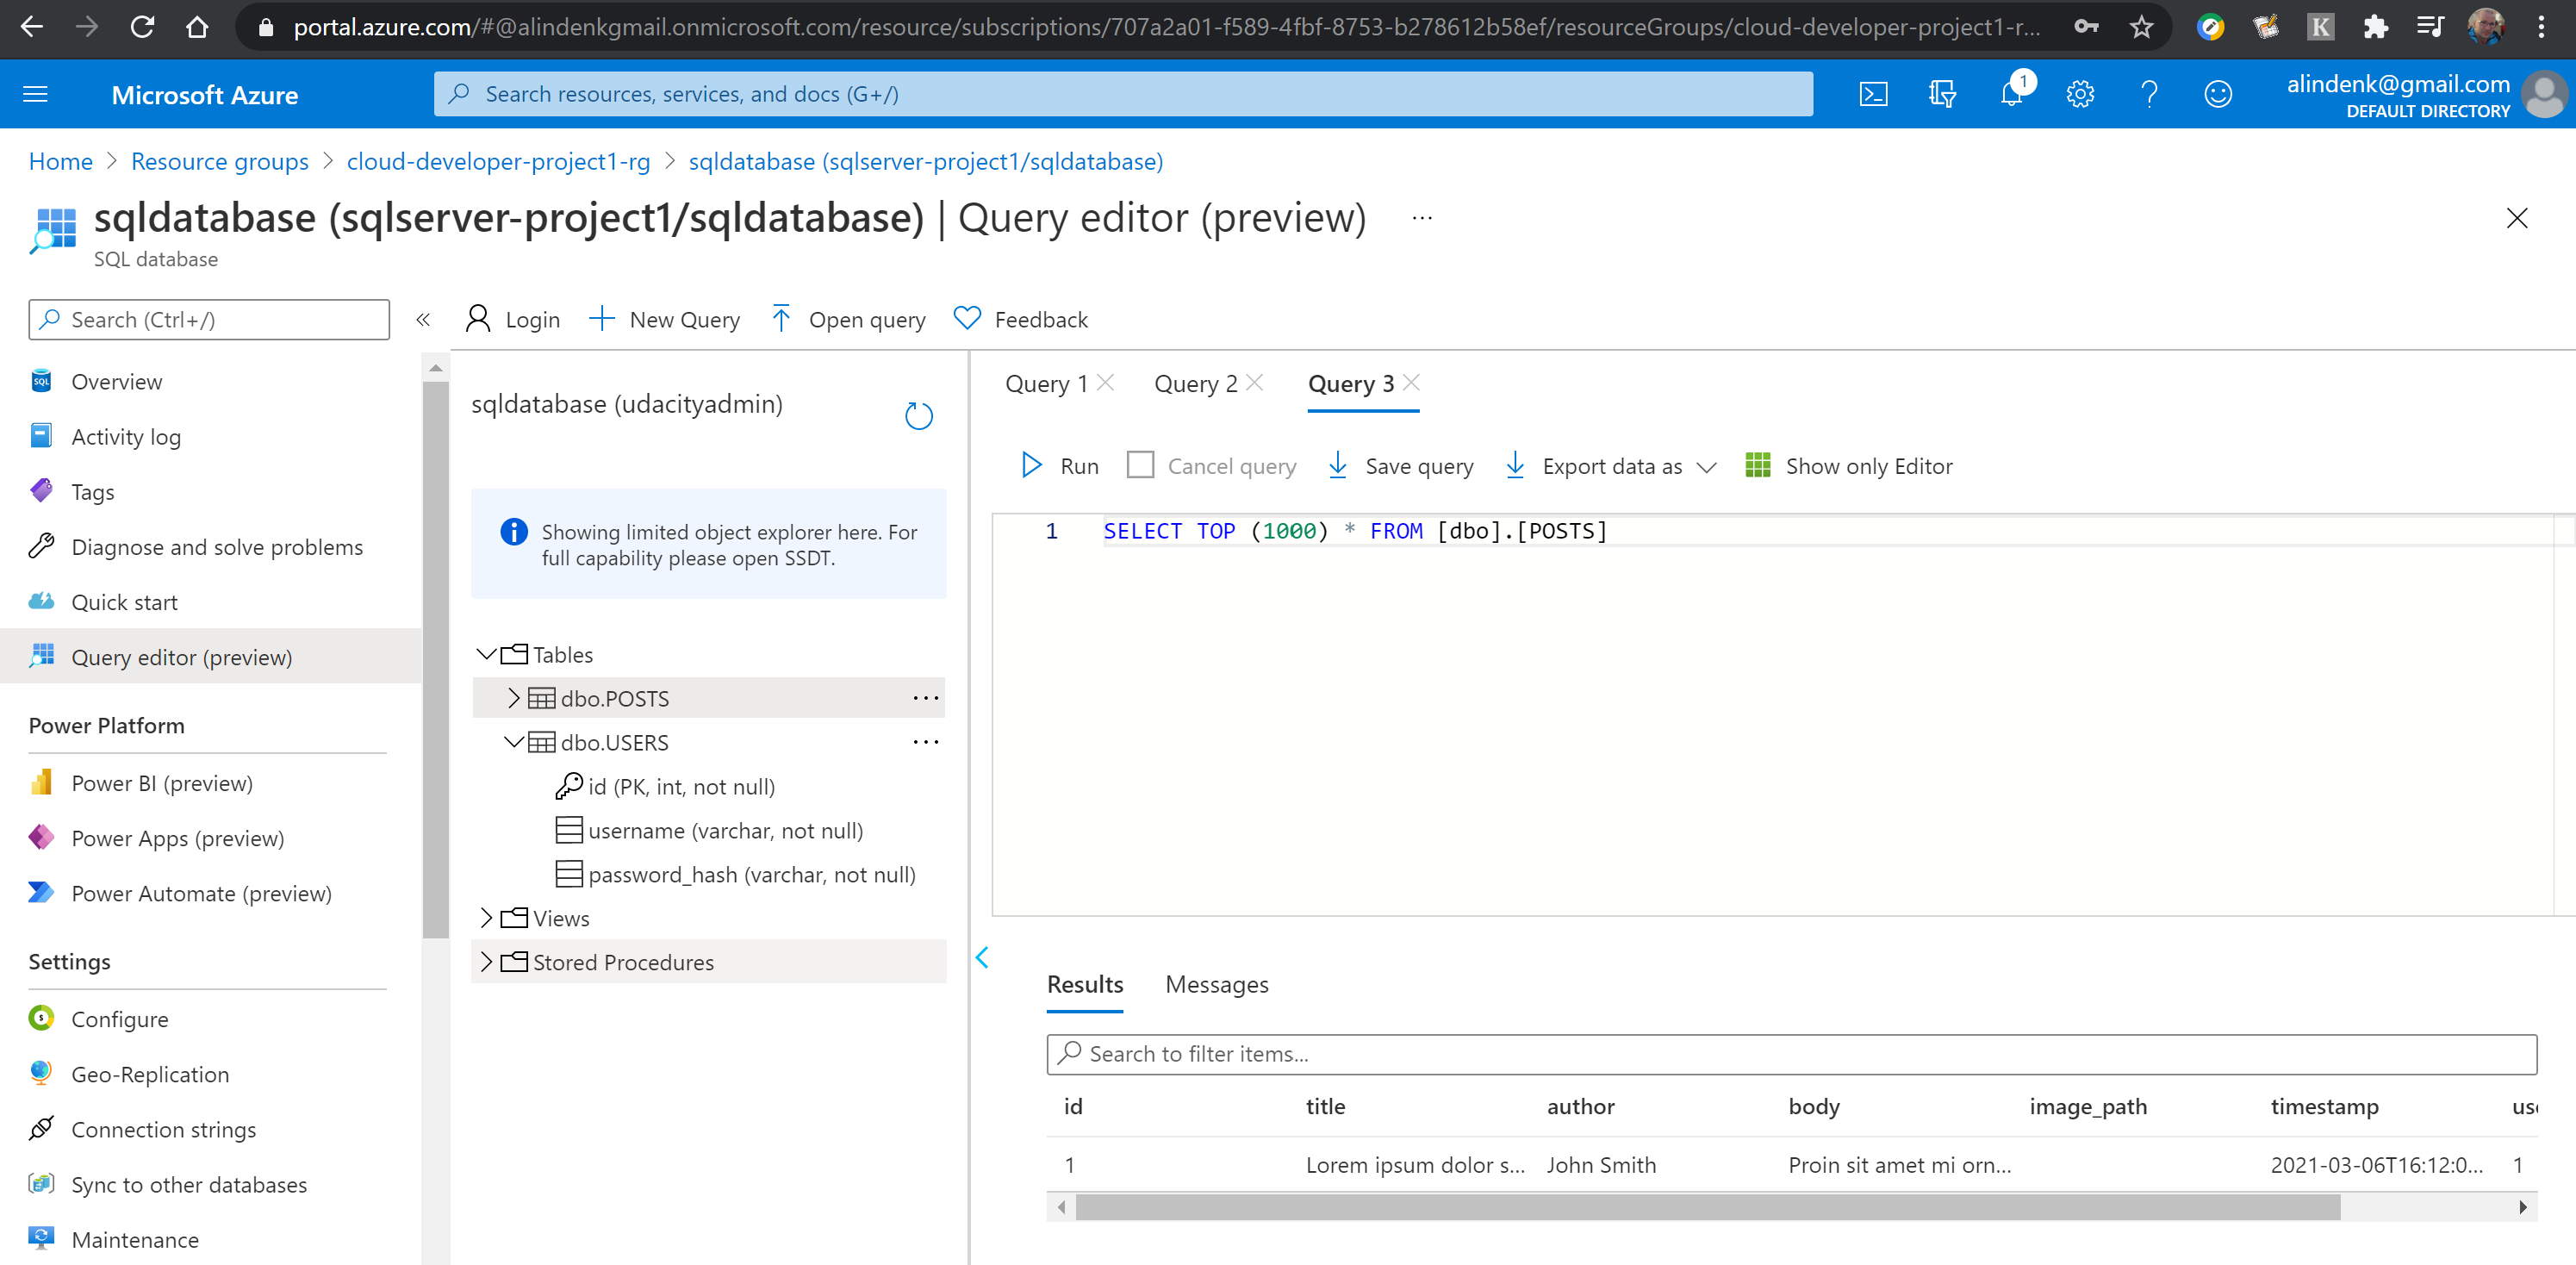 portal.azure.com/#@alindenkgmail.onmicrosoft.com/resource/subscriptions/707a2a01-f589-4fbf-8753-b278612b58ef/resourceGroups/cloud-developer-project1-r...
K
Microsoft Azure
Search resources, services, and docs (G+/)
1
alindenk@gmail.com
DEFAULT DIRECTORY
Home > Resource groups > cloud-developer-project1-rg > sqldatabase (sqlserver-project1/sqldatabase)
sqldatabase (sqlserver-project1/sqldatabase) | Query editor (preview) ...
SQL database
Search (Ctrl+/)
«
Overview
Activity log
Tags
Diagnose and solve problems
Quick start
Query editor (preview)
Power Platform
Power BI (preview)
Power Apps (preview)
Power Automate (preview)
Settings
Configure
Geo-Replication
Connection strings
Sync to other databases
Maintenance
Login
New Query
Open query
Feedback
sqldatabase (udacityadmin)
Showing limited object explorer here. For
full capability please open SSDT.
Tables
dbo.POSTS ...
dbo.USERS ...
id (PK, int, not null)
username (varchar, not null)
password_hash (varchar, not null)
Views
Stored Procedures
Query 1
Query 2
Query 3
Run
Cancel query
Save query
Export data as
Show only Editor
1 SELECT TOP (1000) * FROM [dbo].[POSTS]
Results
Messages
Search to filter items...
id title author body image_path timestamp use
1 Lorem ipsum dolor s... John Smith Proin sit amet mi orn... 2021-03-06T16:12:0... 1